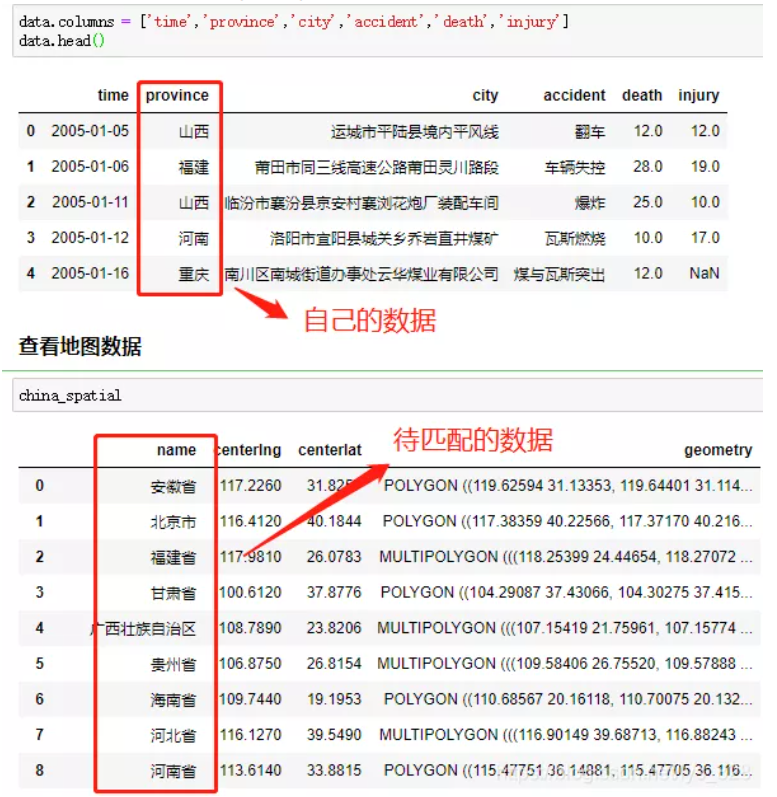 data.columns = ['time','province','city','accident','death','injury']
data.head()
time province city accident death injury
0 2005-01-05 山西 运城市平陆县境内平风线 翻车 12.0 12.0
1 2005-01-06 福建 莆田市同三线高速公路莆田灵川路段 车辆失控 28.0 19.0
2 2005-01-11 山西 临汾市襄汾县京安村襄浏花炮厂装配车间 爆炸 25.0 10.0
3 2005-01-12 河南 洛阳市宜阳县城关乡乔岩直井煤矿 瓦斯燃烧 10.0 17.0
4 2005-01-16 重庆 南川区南城街道办事处云华煤业有限公司 煤与瓦斯突出 12.0 NaN
自己的数据
查看地图数据
china_spatial
待匹配的数据
name centerlng centerlat geometry
0 安徽省 117.2260 POLYGON ((119.62594 31.13353, 119.64401 31.114...
1 北京市 116.4120 40.1844 POLYGON ((117.38359 40.22566, 117.37170 40.216...
2 福建省 117.9810 26.0783 MULTIPOLYGON (((118.25399 24.44654, 118.27072 ...
3 甘肃省 100.6120 37.8776 POLYGON ((104.29087 37.43066, 104.30275 37.415...
4 广西壮族自治区 108.7890 23.8206 MULTIPOLYGON (((107.15419 21.75961, 107.15774 ...
5 贵州省 106.8750 26.8154 MULTIPOLYGON (((109.58406 26.75520, 109.57888 ...
6 海南省 109.7440 19.1953 POLYGON ((110.68567 20.16118, 110.70075 20.132...
7 河北省 116.1270 39.5490 MULTIPOLYGON (((116.90149 39.68713, 116.88243 ...
8 河南省 113.6140 33.8815 POLYGON ((115.47751 36.14881, 115.47705 36.116...